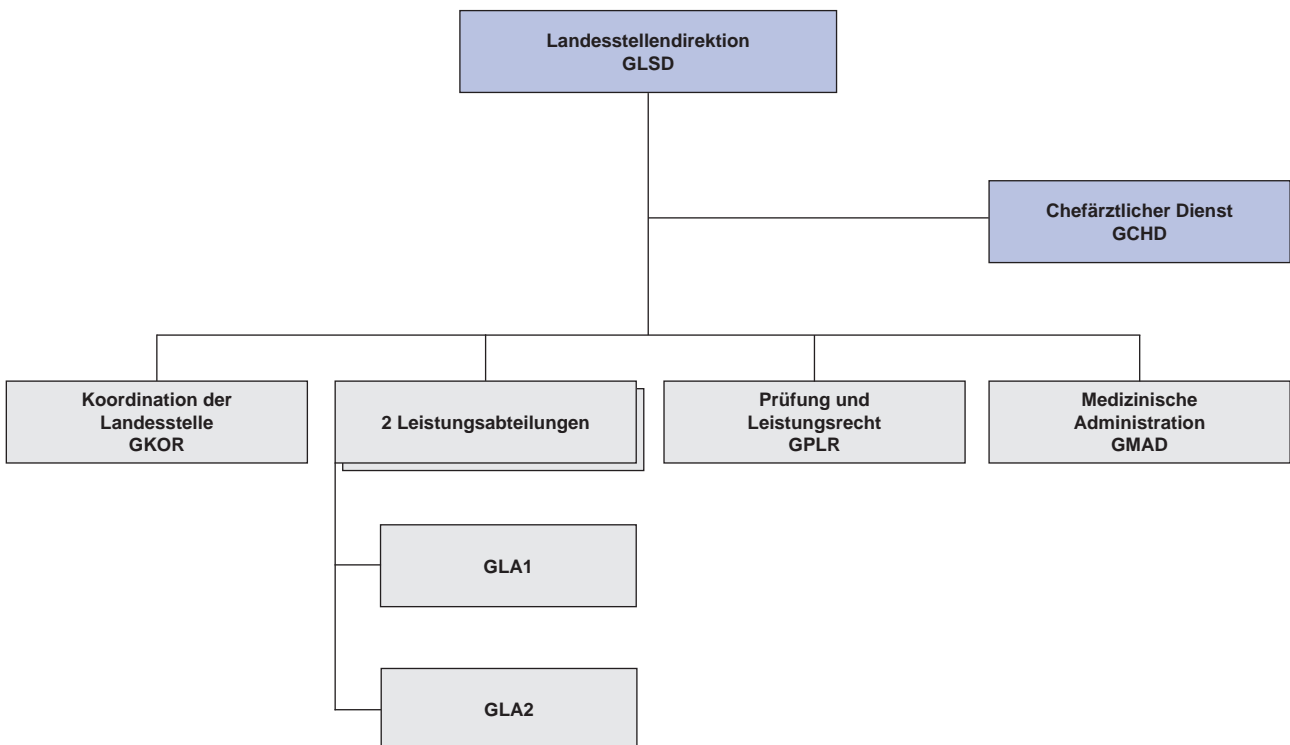 Landesstellendirektion
GLSD
Chefärztlicher Dienst
GCHD
Koordination der
Landesstelle
GKOR
2 Leistungsabteilungen
Prüfung und
Leistungsrecht
GPLR
Medizinische
Administration
GMAD
GLA1
GLA2